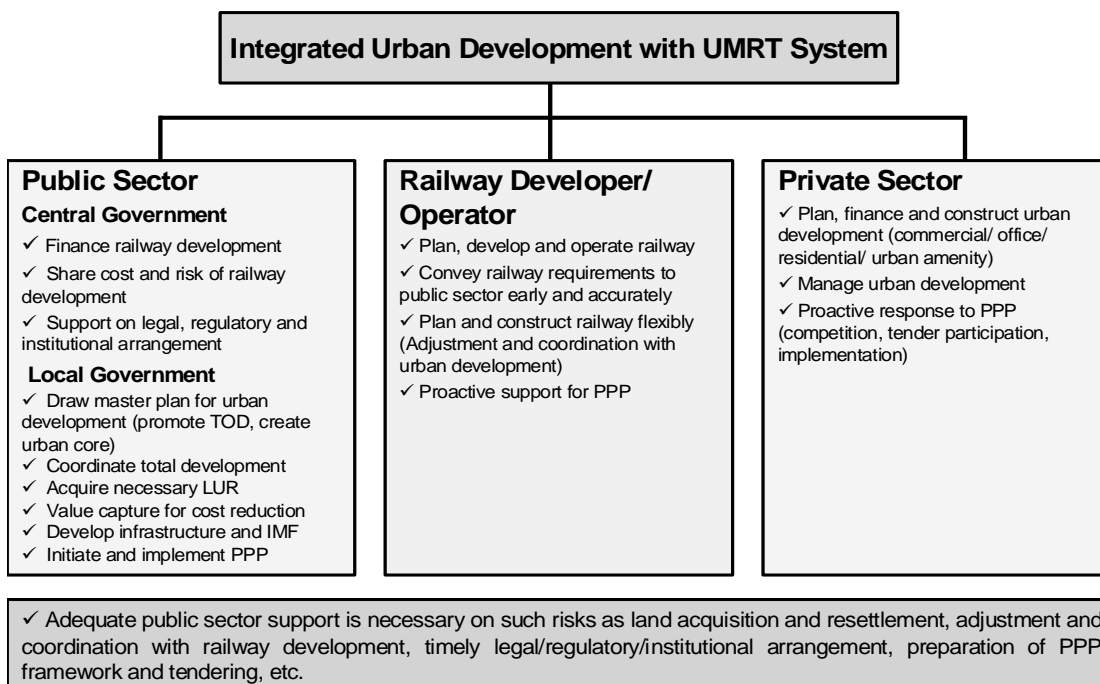 Integrated Urban Development with UMRT System
Public Sector
Central Government
✓ Finance railway development
✓ Share cost and risk of railway
development
✓ Support on legal, regulatory and
institutional arrangement
Local Government
✓ Draw master plan for urban
development (promote TOD, create
urban core)
✓ Coordinate total development
✓ Acquire necessary LUR
✓ Value capture for cost reduction
✓ Develop infrastructure and IMF
✓ Initiate and implement PPP
Railway Developer/
Operator
✓ Plan, develop and operate railway
✓ Convey railway requirements to
public sector early and accurately
✓ Plan and construct railway flexibly
(Adjustment and coordination with
urban development)
✓ Proactive support for PPP
Private Sector
✓ Plan, finance and construct urban
development (commercial/ office/
residential/ urban amenity)
✓ Manage urban development
✓ Proactive response to PPP
(competition, tender participation,
implementation)
✓ Adequate public sector support is necessary on such risks as land acquisition and resettlement, adjustment and
coordination with railway development, timely legal/regulatory/institutional arrangement, preparation of PPP
framework and tendering, etc.